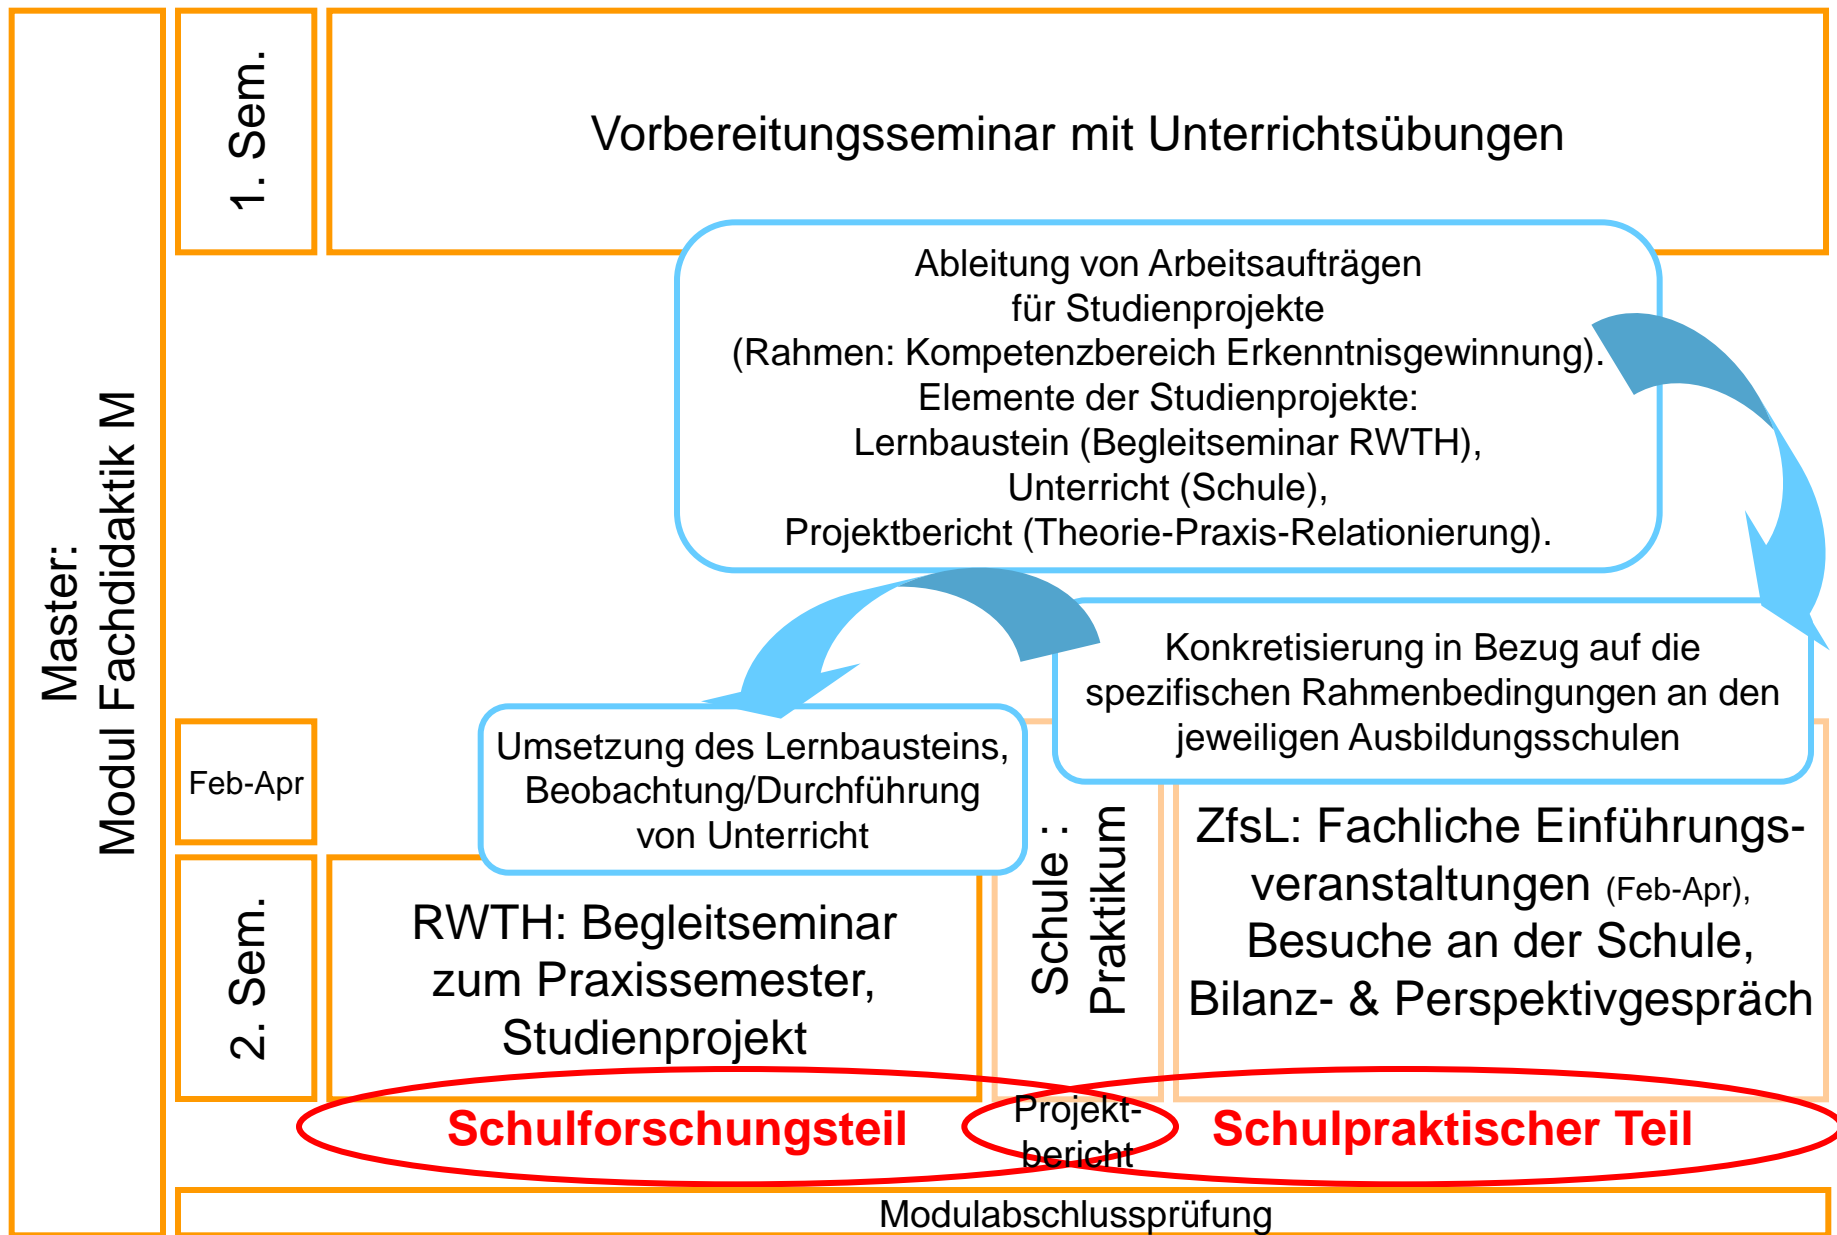 Master:
Modul Fachdidaktik M
1. Sem.
Vorbereitungsseminar mit Unterrichtsübungen
Ableitung von Arbeitsaufträgen
für Studienprojekte
(Rahmen: Kompetenzbereich Erkenntnisgewinnung).
Elemente der Studienprojekte:
Lernbaustein (Begleitseminar RWTH),
Unterricht (Schule),
Projektbericht (Theorie-Praxis-Relationierung).
Konkretisierung in Bezug auf die
spezifischen Rahmenbedingungen an den
jeweiligen Ausbildungsschulen
Feb-Apr
Umsetzung des Lernbausteins,
Beobachtung/Durchführung
von Unterricht
2. Sem.
RWTH: Begleitseminar
zum Praxissemester,
Studienprojekt
Schule :
Praktikum
ZfsL: Fachliche Einführungs-
veranstaltungen (Feb-Apr),
Besuche an der Schule,
Bilanz- & Perspektivgespräch
Schulforschungsteil
Projekt-
bericht
Schulpraktischer Teil
Modulabschlussprüfung